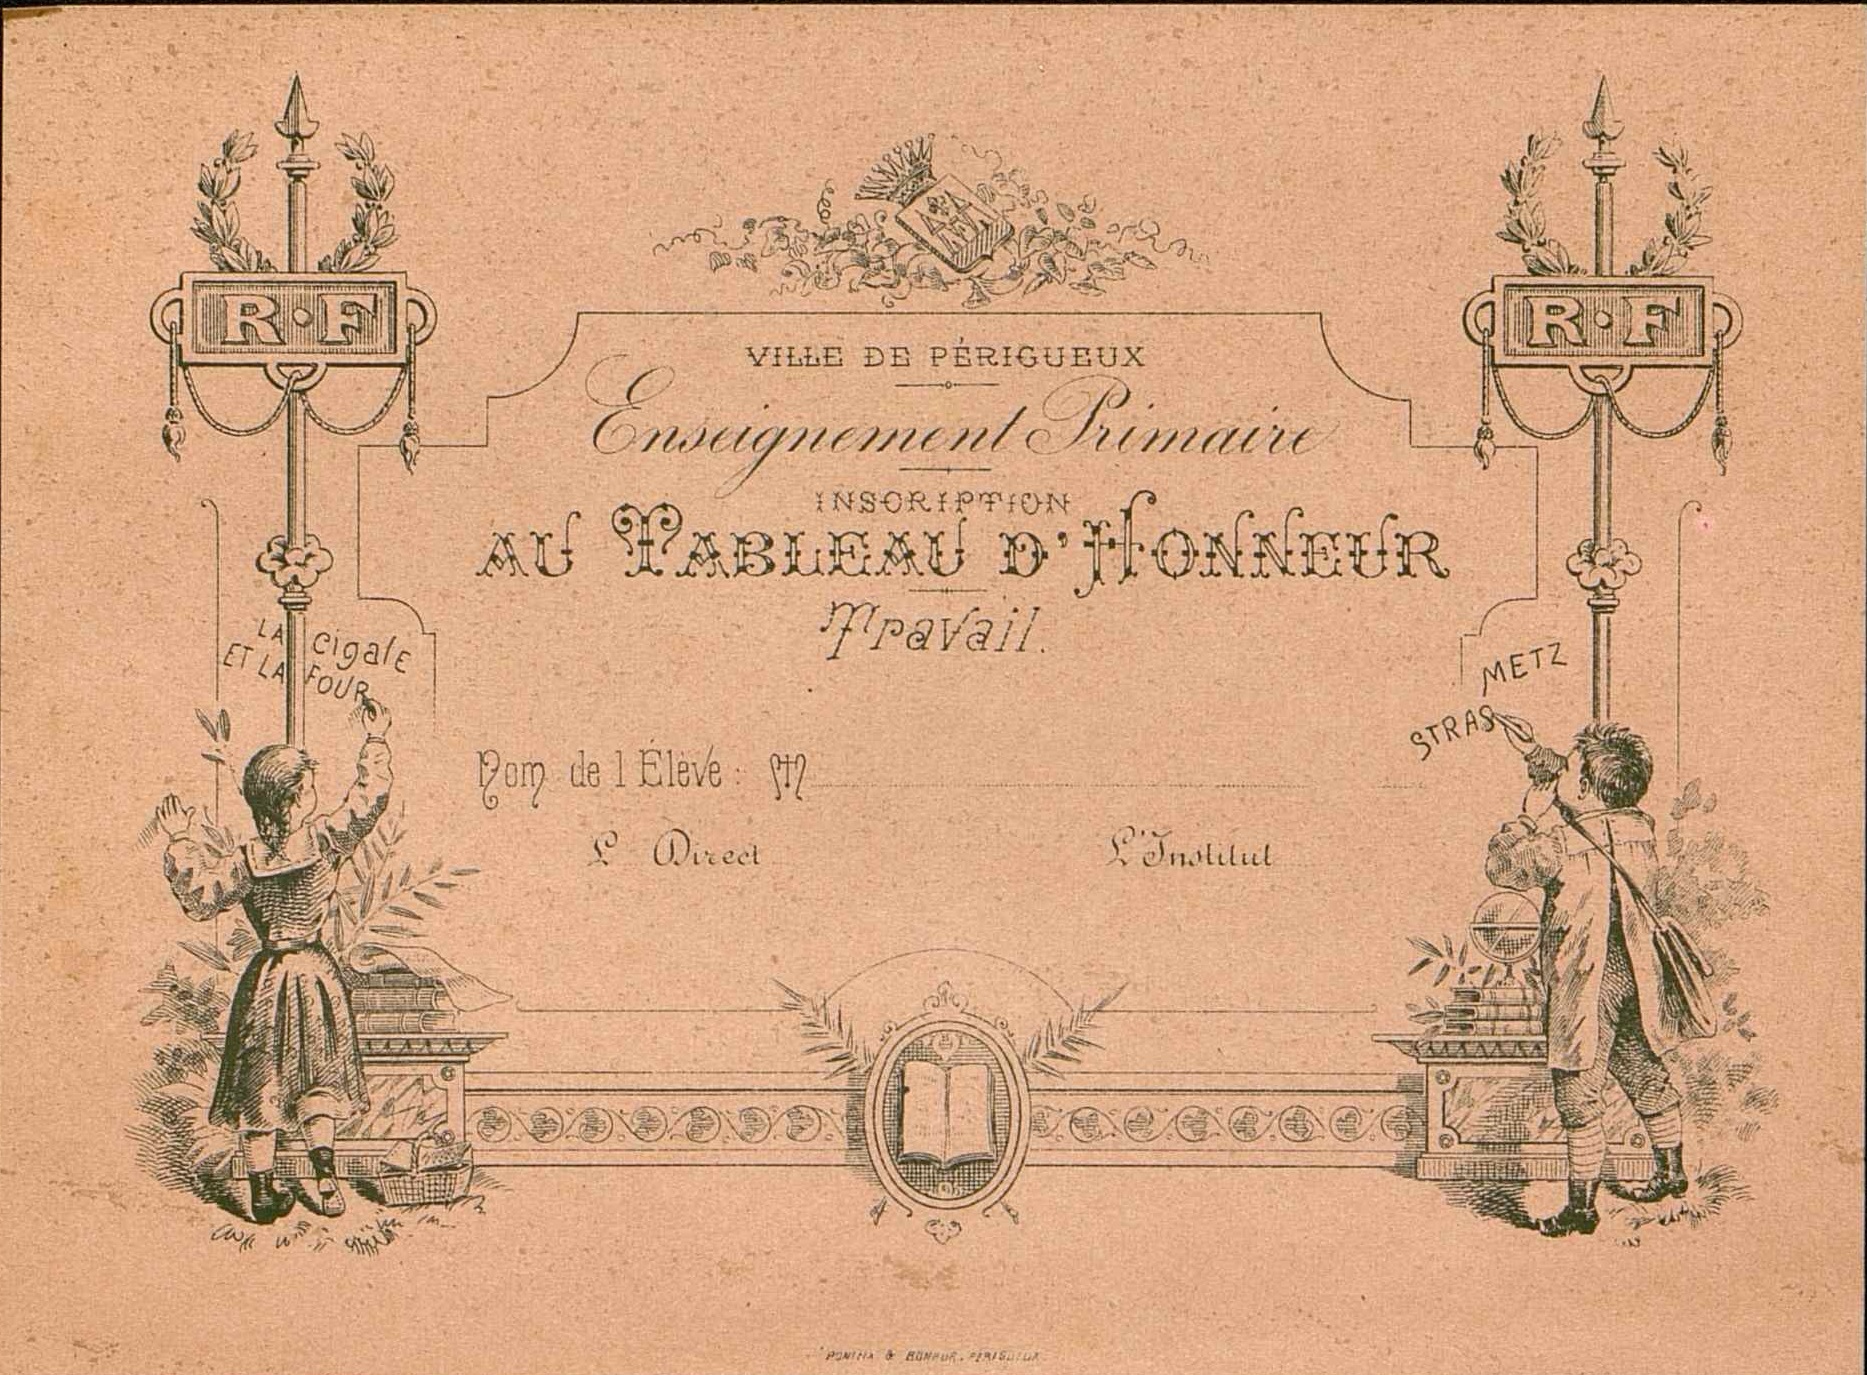 R·F
R·F
VILLE DE PÉRIGUEUX
Enseignement Primaire
INSCRIPTION
AU TABLEAU D'HONNEUR
Travail.
LA cigale
ET LA FOUR
METZ
STRAS
Nom de l'Élève : M
L Direct
L'Institut
& PÉRIGUEUX